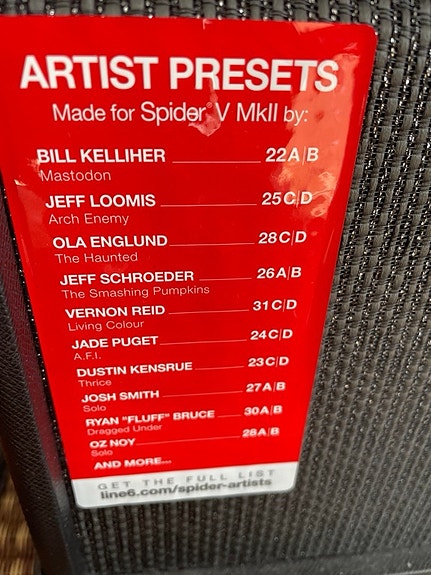 ARTIST PRESETS
Made for Spider V MkII by:
BILL KELLIHER 22A|B
Mastodon
JEFF LOOMIS 25C|D
Arch Enemy
OLA ENGLUND 28C|D
The Haunted
JEFF SCHROEDER 26A|B
The Smashing Pumpkins
VERNON REID 31C|D
Living Colour
JADE PUGET 24C|D
A.F.I.
DUSTIN KENSRUE 23C|D
Thrice
JOSH SMITH 27A|B
Solo
RYAN "FLUFF" BRUCE 30A|B
Dragged Under
OZ NOY 28A|B
Solo
AND MORE...
GET THE FULL LIST
line6.com/spider-artists